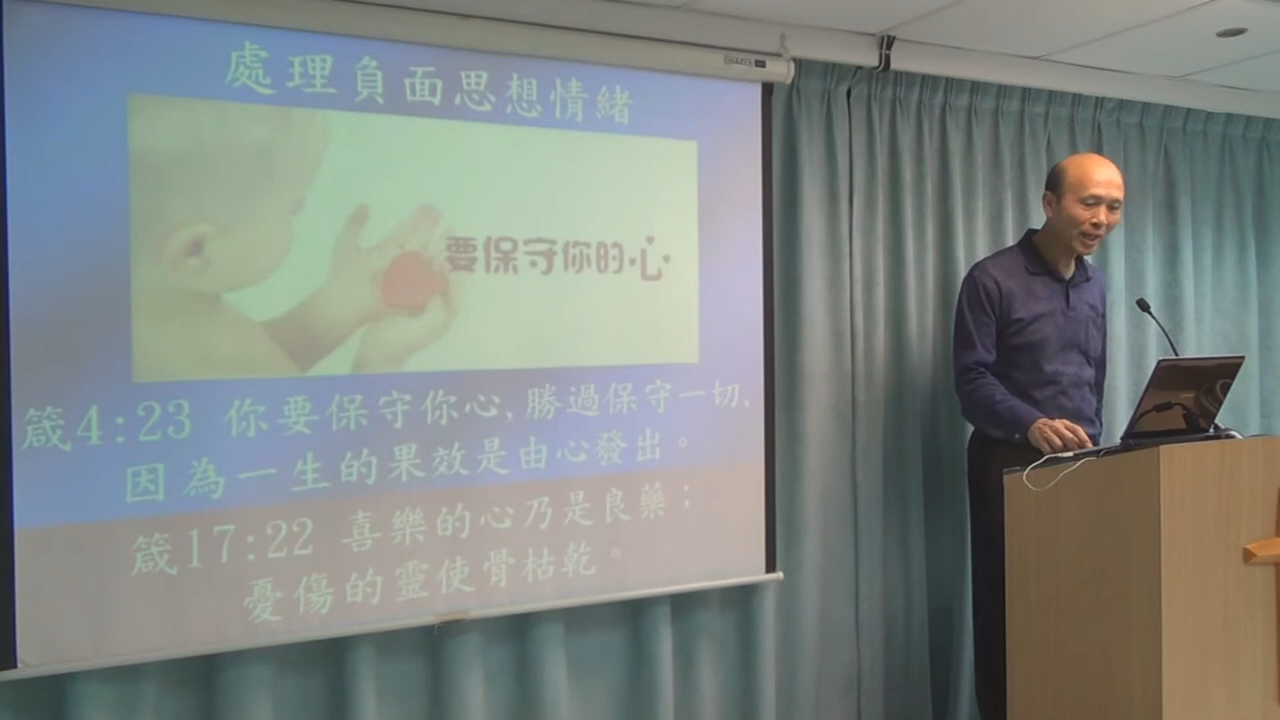 處理負面思想情緒
要保守你的心
箴4:23 你要保守你心,勝過保守一切,
因為一生的果效是由心發出。
箴17:22 喜樂的心乃是良藥:
憂傷的靈使骨枯乾。